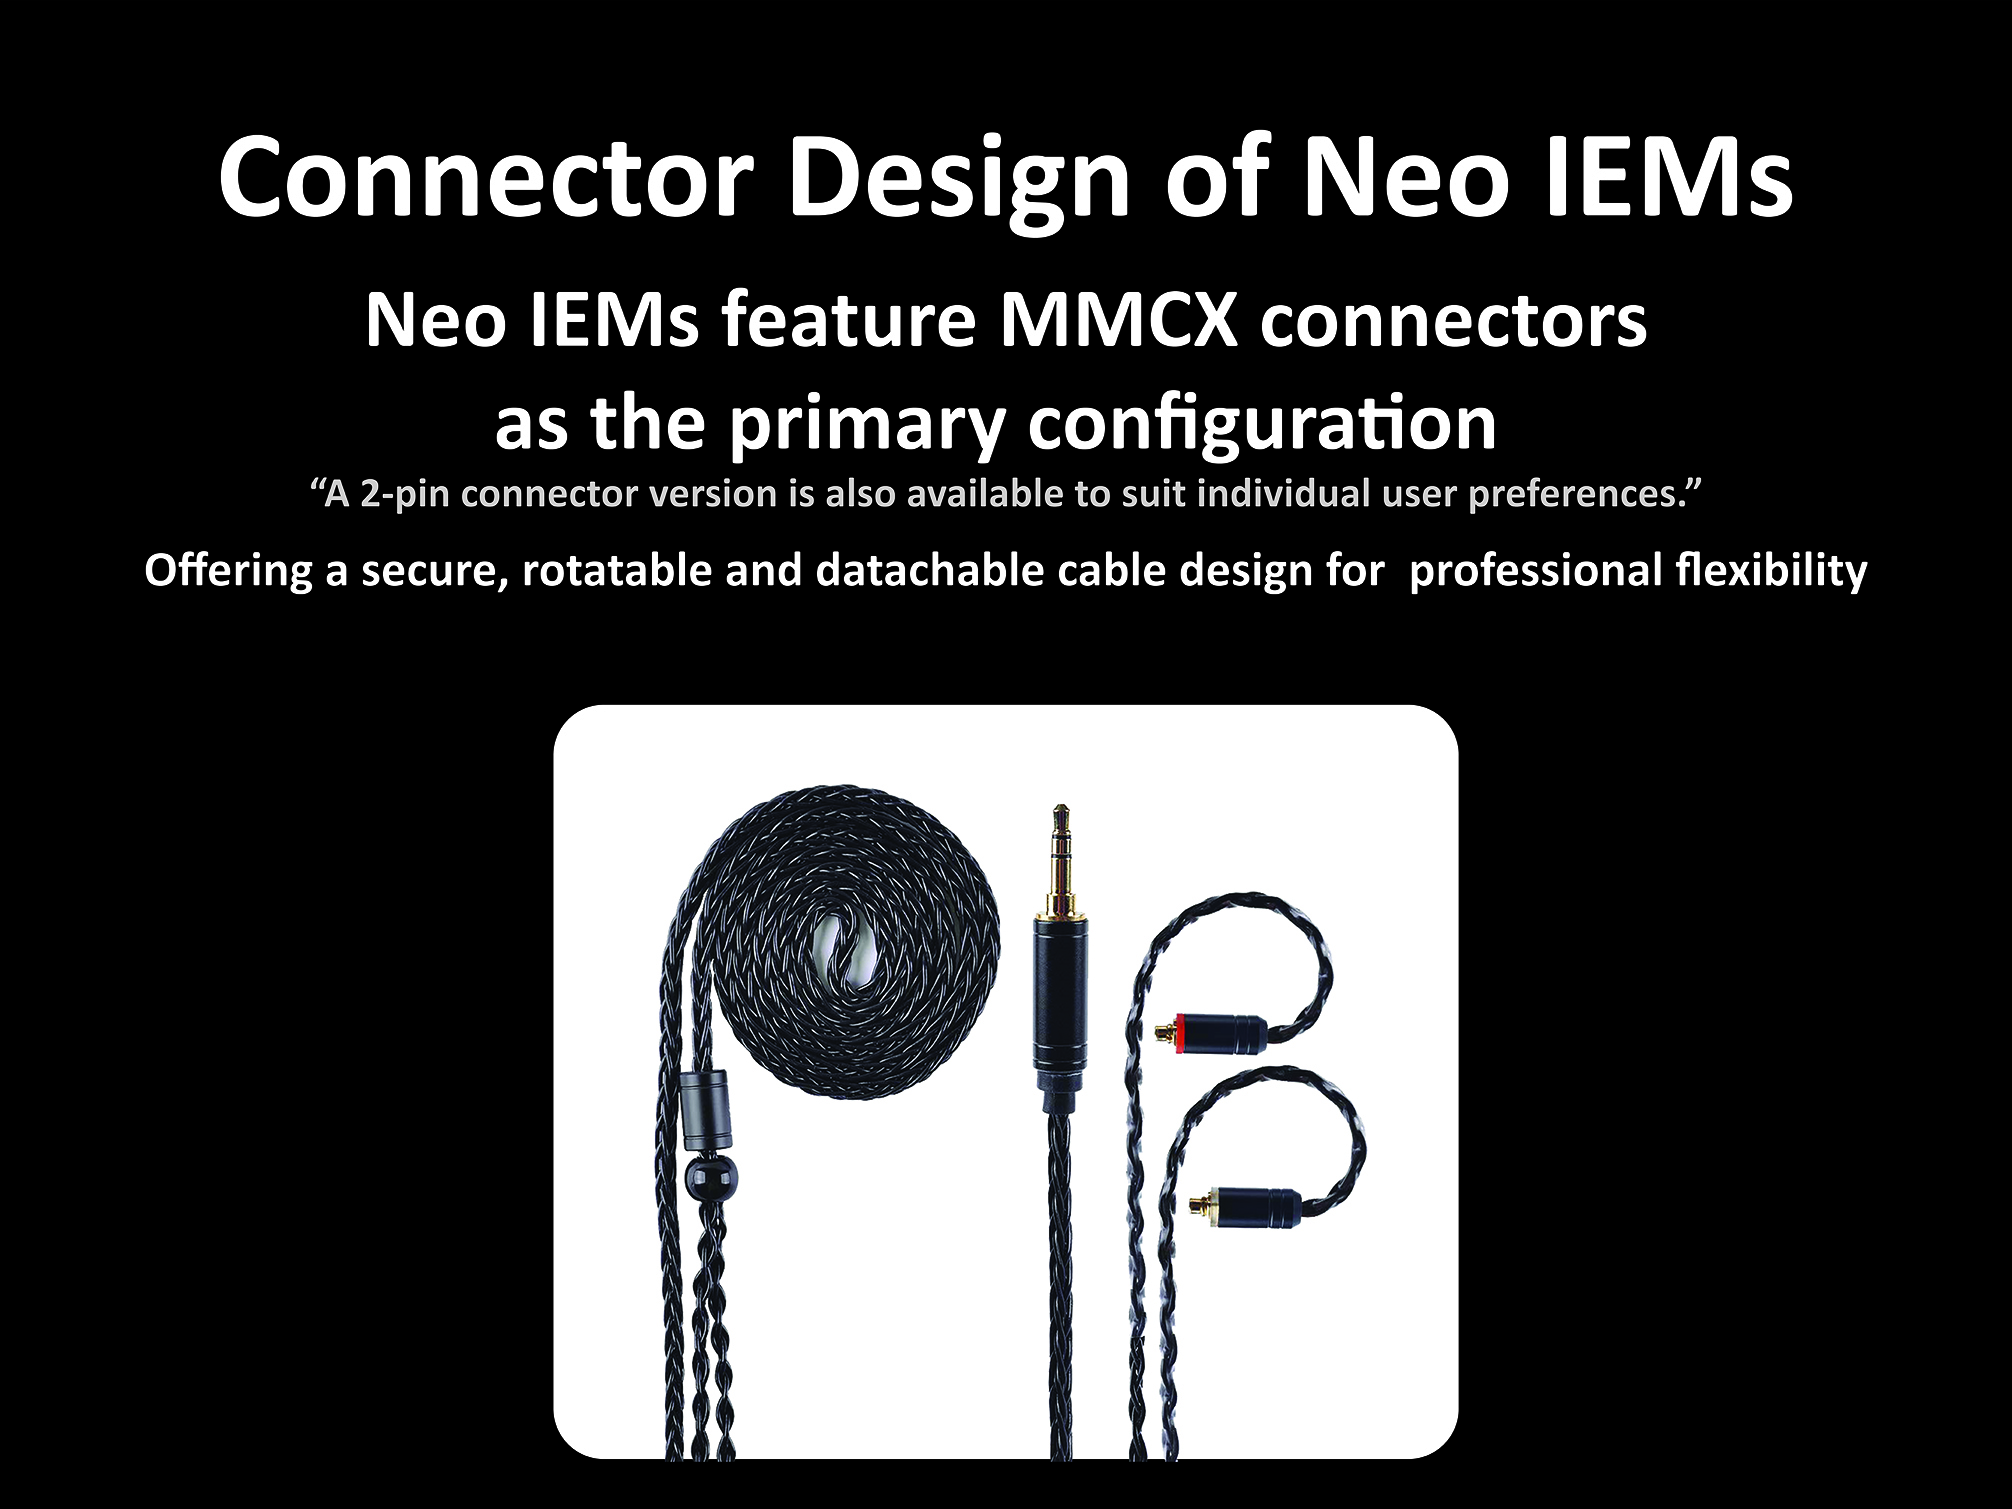 Connector Design of Neo IEMs
Neo IEMs feature MMCX connectors
as the primary configuration
“A 2-pin connector version is also available to suit individual user preferences.”
Offering a secure, rotatable and datachable cable design for  professional flexibility